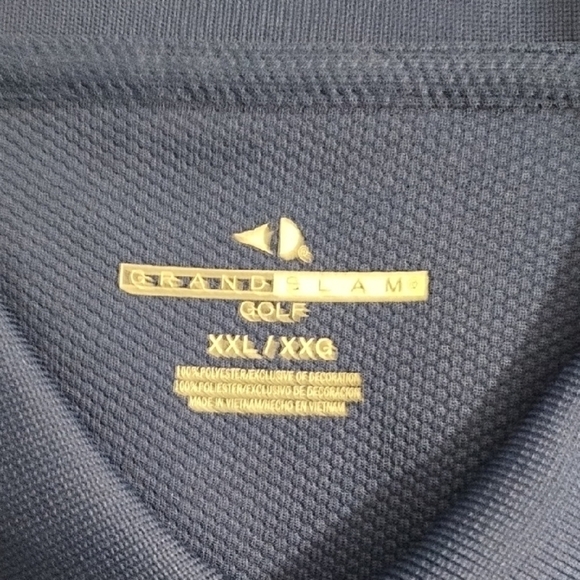 GRAND SLAM®
GOLF
XXL / XXG
100% POLYESTER/EXCLUSIVE OF DECORATION
100% POLIESTER/EXCLUSIVO DE DECORACION
MADE IN VIETNAM/HECHO EN VIETNAM